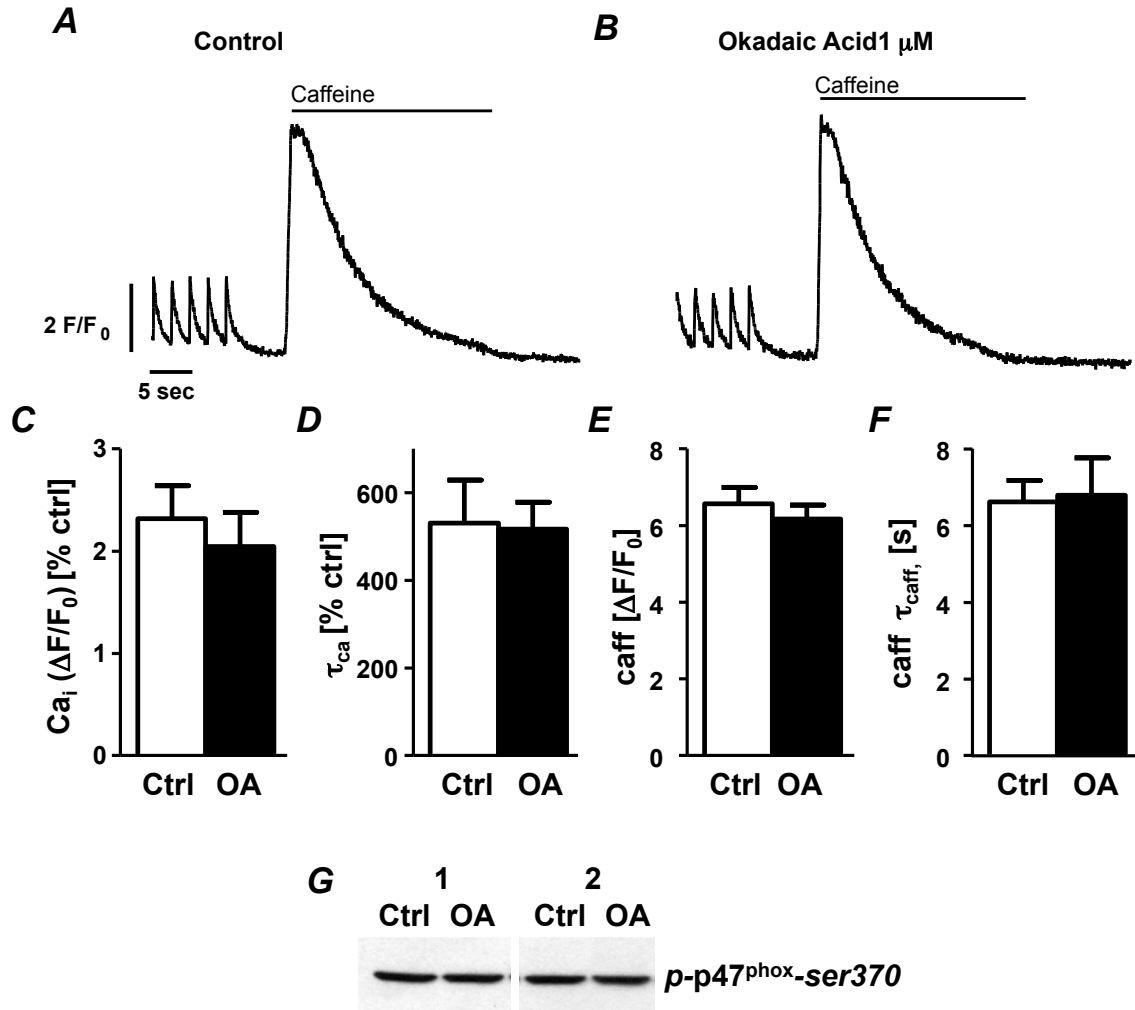 A
Control
Caffeine
2 F/F0
5 sec
B
Okadaic Acid1 μM
Caffeine
C
Cai (ΔF/F0) [% ctrl]
3
2
1
0
Ctrl OA
D
τca [% ctrl]
600
400
200
0
Ctrl OA
E
caff [ΔF/F0]
8
6
4
2
0
Ctrl OA
F
caff τcaff, [s]
8
6
4
2
0
Ctrl OA
G
1 2
Ctrl OA Ctrl OA
p-p47phox-ser370